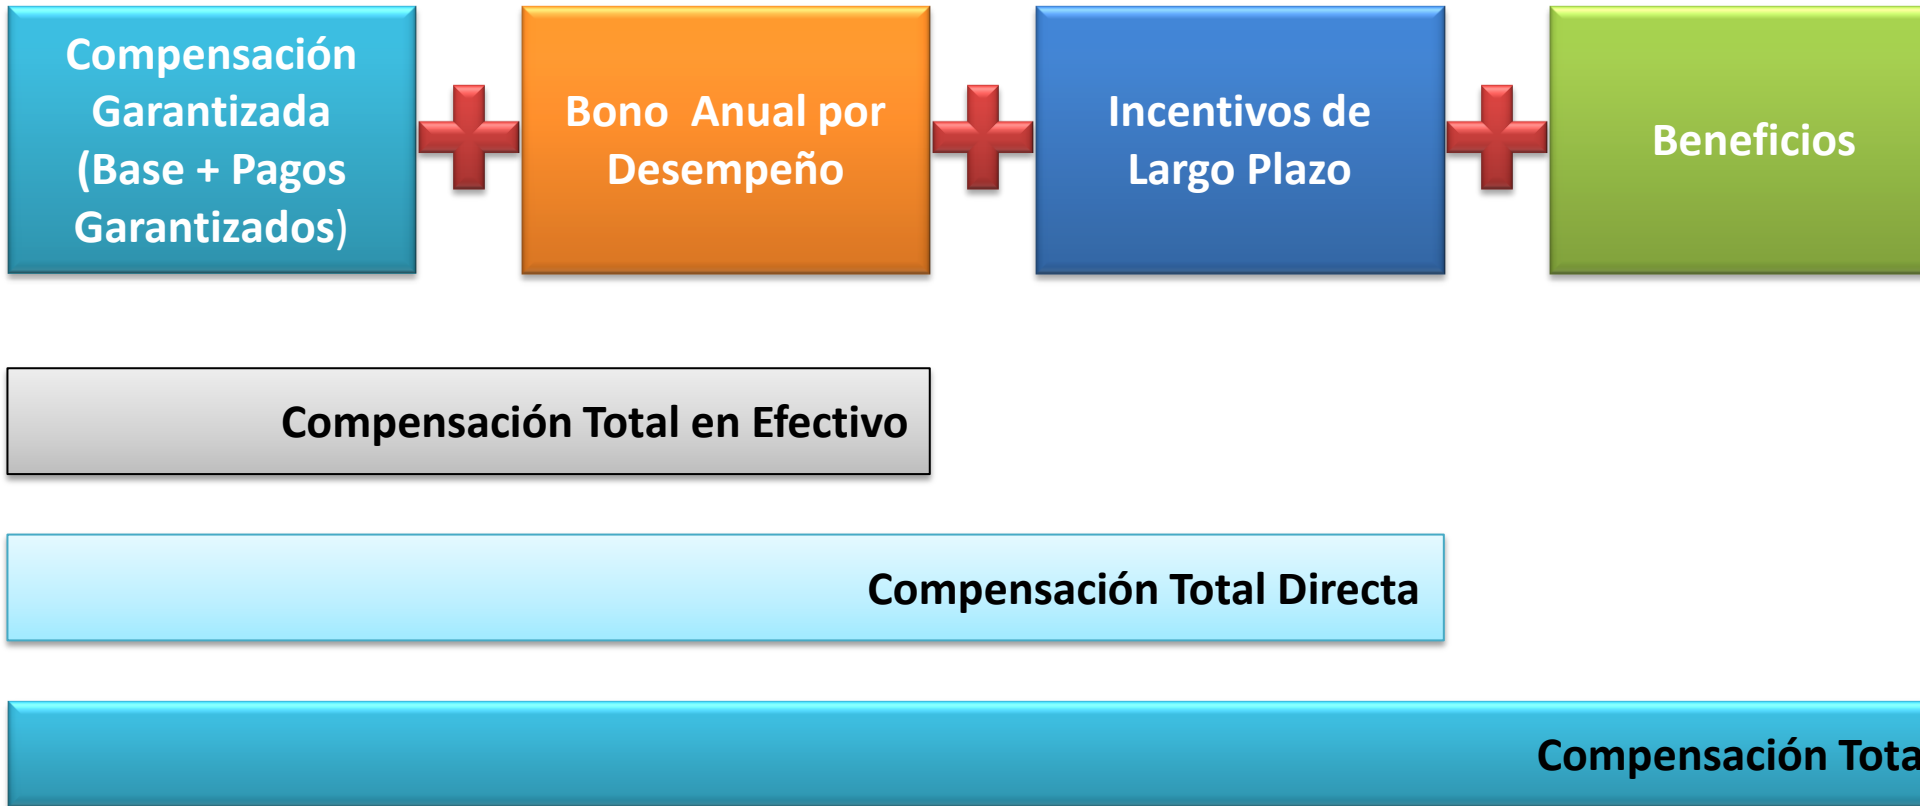 Compensación
Garantizada
(Base + Pagos
Garantizados)
Bono  Anual por
Desempeño
Incentivos de
Largo Plazo
Beneficios
Compensación Total en Efectivo
Compensación Total Directa
Compensación Tota